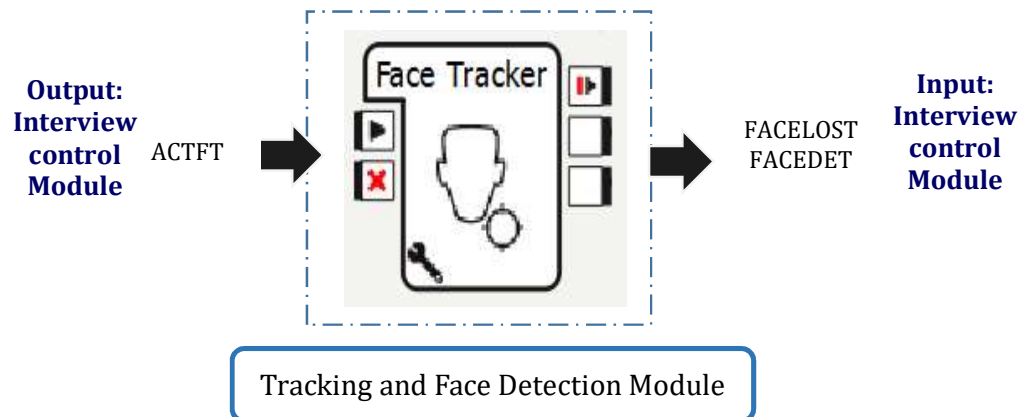 Output:
Interview
control
Module
ACTFT
Face Tracker
FACELOST
FACEDET
Input:
Interview
control
Module
Tracking and Face Detection Module